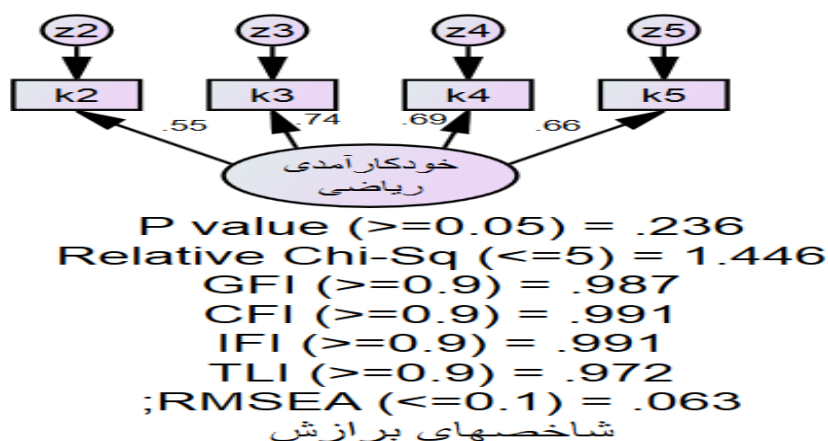 z2 z3 z4 z5
k2 k3 k4 k5
.55 .74 .69 .66
خودکارآمدی
ریاضی
P value (>=0.05) = .236
Relative Chi-Sq (<=5) = 1.446
GFI (>=0.9) = .987
CFI (>=0.9) = .991
IFI (>=0.9) = .991
TLI (>=0.9) = .972
;RMSEA (<=0.1) = .063
شاخصهای برازش